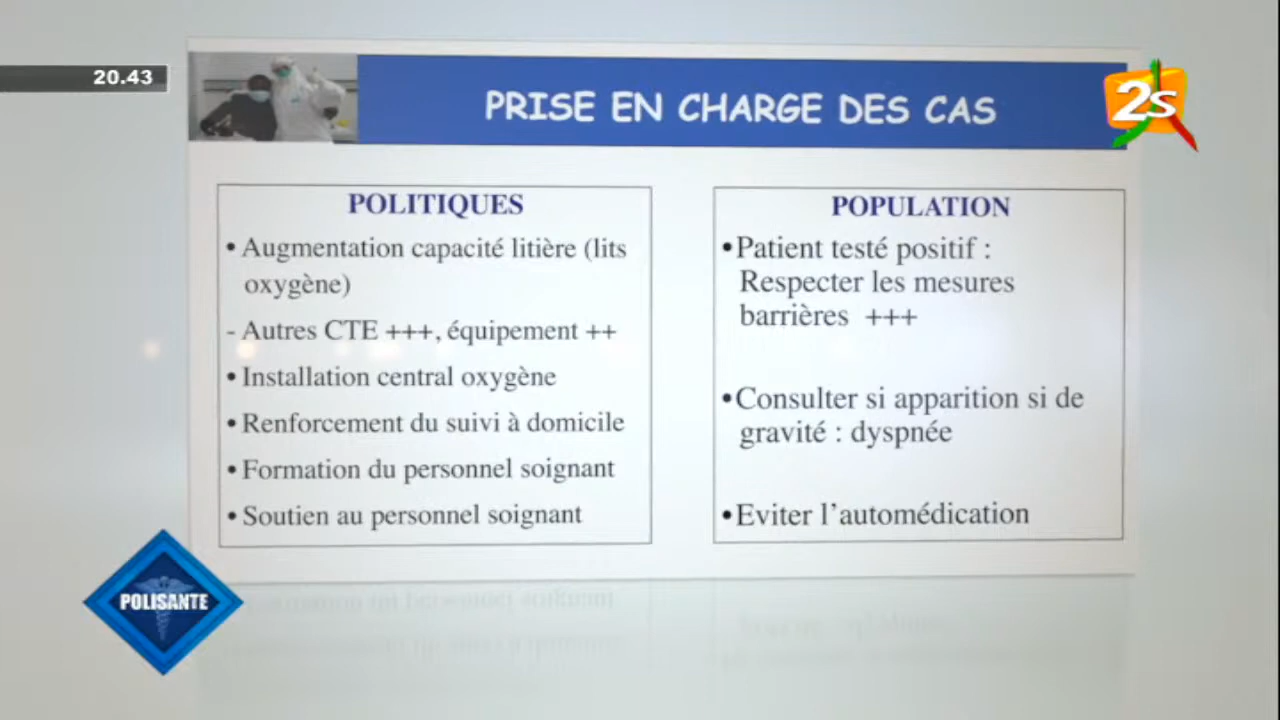 20.43
PRISE EN CHARGE DES CAS
2s
POLITIQUES
• Augmentation capacité litière (lits
oxygène)
- Autres CTE +++, équipement ++
• Installation central oxygène
• Renforcement du suivi à domicile
• Formation du personnel soignant
• Soutien au personnel soignant
POPULATION
•Patient testé positif :
Respecter les mesures
barrières +++
•Consulter si apparition si de
gravité : dyspnée
•Eviter l'automédication
POLISANTE